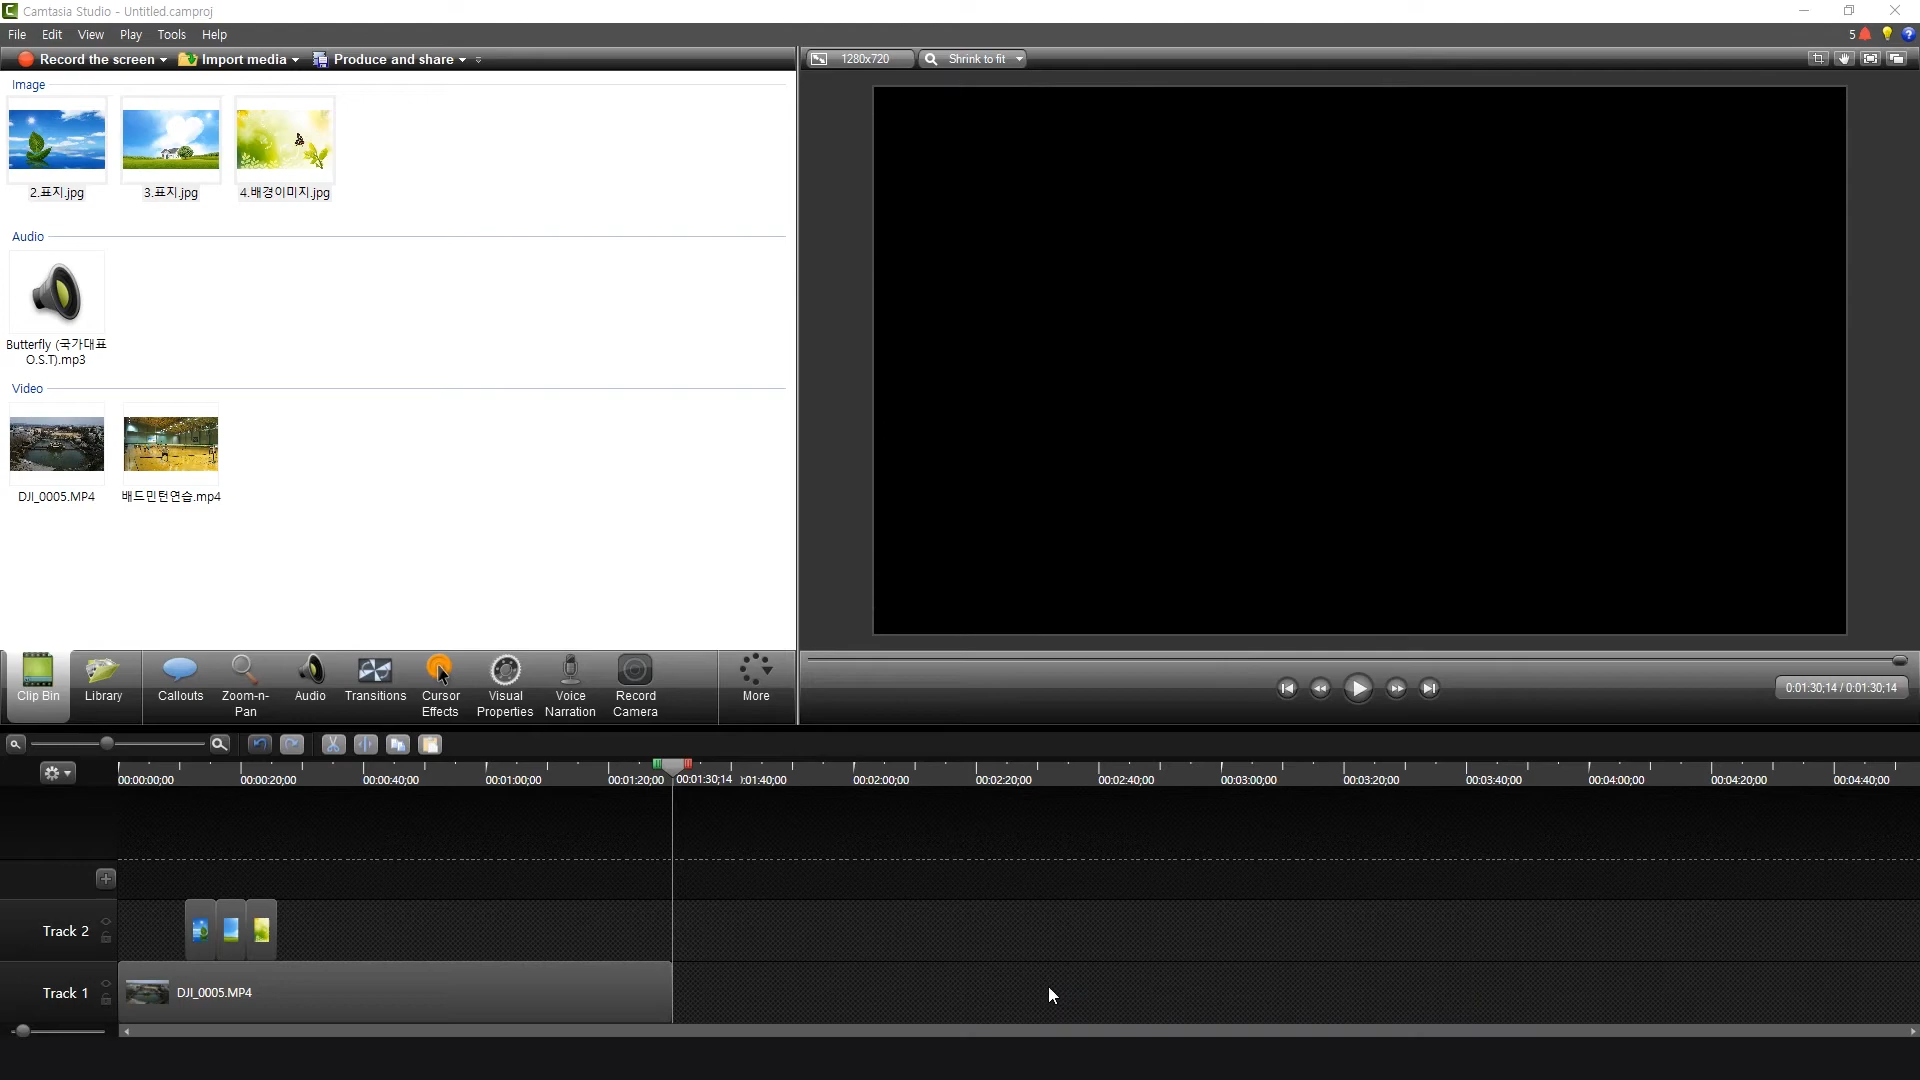 Camtasia Studio - Untitled.camproj
File Edit View Play Tools Help
5
Record the screen Import media Produce and share
1280x720 Shrink to fit
Image
2.표지.jpg 3.표지.jpg 4.배경이미지.jpg
Audio
Butterfly (국가대표
O.S.T).mp3
Video
DJI_0005.MP4 배드민턴연습.mp4
Clip Bin Library Callouts Zoom-n-
Pan Audio Transitions Cursor
Effects Visual
Properties Voice
Narration Record
Camera More
0:01:30;14 / 0:01:30;14
00:00:00;00 00:00:20;00 00:00:40;00 00:01:00;00 00:01:20;00 00:01:30;14 ):01:40;00 00:02:00;00 00:02:20;00 00:02:40;00 00:03:00;00 00:03:20;00 00:03:40;00 00:04:00;00 00:04:20;00 00:04:40;00
Track 2
Track 1 DJI_0005.MP4